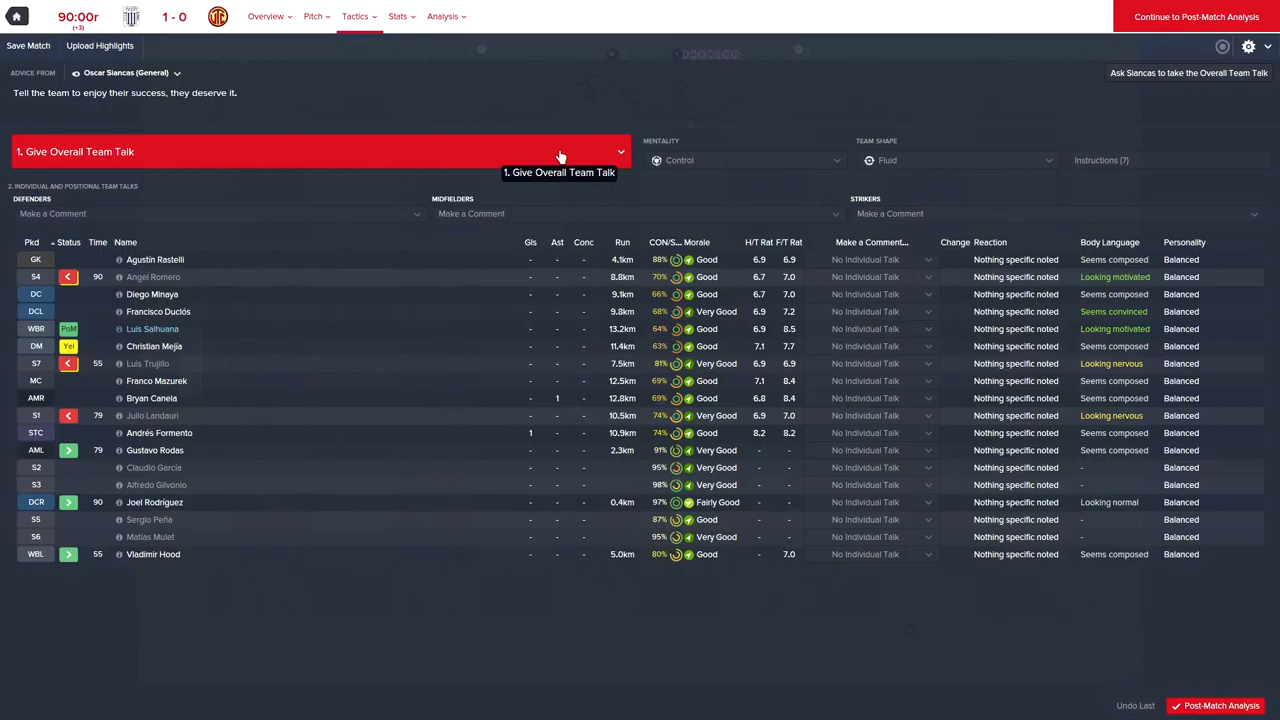 90:00r
(+3)
1 - 0
Overview
Pitch
Tactics
Stats
Analysis
Continue to Post-Match Analysis
Save Match
Upload Highlights
ADVICE FROM
Oscar Siancas (General)
Ask Siancas to take the Overall Team Talk
Tell the team to enjoy their success, they deserve it.
1. Give Overall Team Talk
1. Give Overall Team Talk
MENTALITY
Control
TEAM SHAPE
Fluid
Instructions (7)
2. INDIVIDUAL AND POSITIONAL TEAM TALKS
DEFENDERS
MIDFIELDERS
STRIKERS
Make a Comment
Make a Comment
Make a Comment
Pkd Status Time Name Gls Ast Conc Run CON/S... Morale H/T Rat F/T Rat Make a Comment... Change Reaction Body Language Personality
GK Agustín Rastelli - - - 4.1km 88% Good 6.9 6.9 No Individual Talk Nothing specific noted Seems composed Balanced
S4 90 Angel Romero - - - 8.8km 70% Good 6.7 7.0 No Individual Talk Nothing specific noted Looking motivated Balanced
DC Diego Minaya - - - 9.1km 66% Good 6.7 7.0 No Individual Talk Nothing specific noted Seems composed Balanced
DCL Francisco Duclós - - - 9.8km 68% Very Good 6.9 7.2 No Individual Talk Nothing specific noted Seems convinced Balanced
WBR PoM Luis Salhuana - - - 13.2km 64% Good 6.9 8.5 No Individual Talk Nothing specific noted Looking motivated Balanced
DM Yel Christian Mejía - - - 11.4km 63% Good 7.1 7.7 No Individual Talk Nothing specific noted Seems composed Balanced
S7 55 Luis Trujillo - - - 7.5km 81% Very Good 6.9 6.9 No Individual Talk Nothing specific noted Looking nervous Balanced
MC Franco Mazurek - - - 12.5km 69% Good 7.1 8.4 No Individual Talk Nothing specific noted Seems composed Balanced
AMR Bryan Canela - 1 - 12.8km 69% Good 6.8 8.4 No Individual Talk Nothing specific noted Seems composed Balanced
S1 79 Julio Landauri - - - 10.5km 74% Very Good 6.9 7.0 No Individual Talk Nothing specific noted Looking nervous Balanced
STC Andrés Formento 1 - - 10.9km 74% Good 8.2 8.2 No Individual Talk Nothing specific noted Seems composed Balanced
AML 79 Gustavo Rodas - - - 2.3km 91% Very Good - - No Individual Talk Nothing specific noted Seems composed Balanced
S2 Claudio García - - - 95% Very Good - - No Individual Talk Nothing specific noted - Balanced
S3 Alfredo Gilvonio - - - 98% Very Good - - No Individual Talk Nothing specific noted - Balanced
DCR 90 Joel Rodríguez - - - 0.4km 97% Fairly Good - - No Individual Talk Nothing specific noted Looking normal Balanced
S5 Sergio Peña - - - 87% Good - - No Individual Talk Nothing specific noted - Balanced
S6 Matías Mulet - - - 95% Very Good - - No Individual Talk Nothing specific noted - Balanced
WBL 55 Vladimir Hood - - - 5.0km 80% Good - 7.0 No Individual Talk Nothing specific noted Seems composed Balanced
Undo Last
Post-Match Analysis